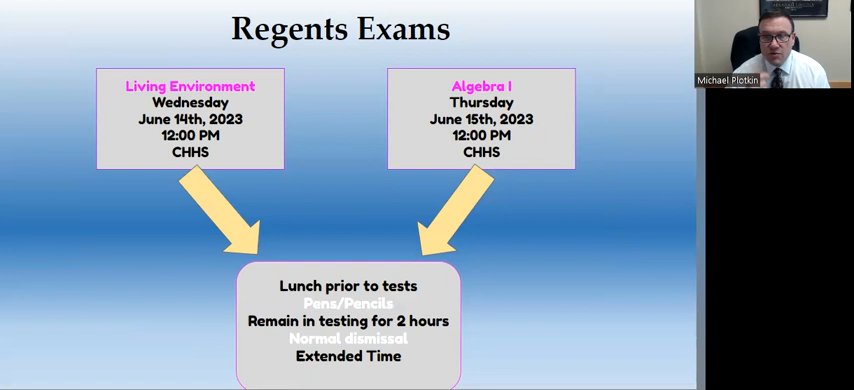 Regents Exams
Living Environment
Wednesday
June 14th, 2023
12:00 PM
CHHS
Algebra I
Thursday
June 15th, 2023
12:00 PM
CHHS
Lunch prior to tests
Pens/Pencils
Remain in testing for 2 hours
Normal dismissal
Extended Time
Michael Plotkin